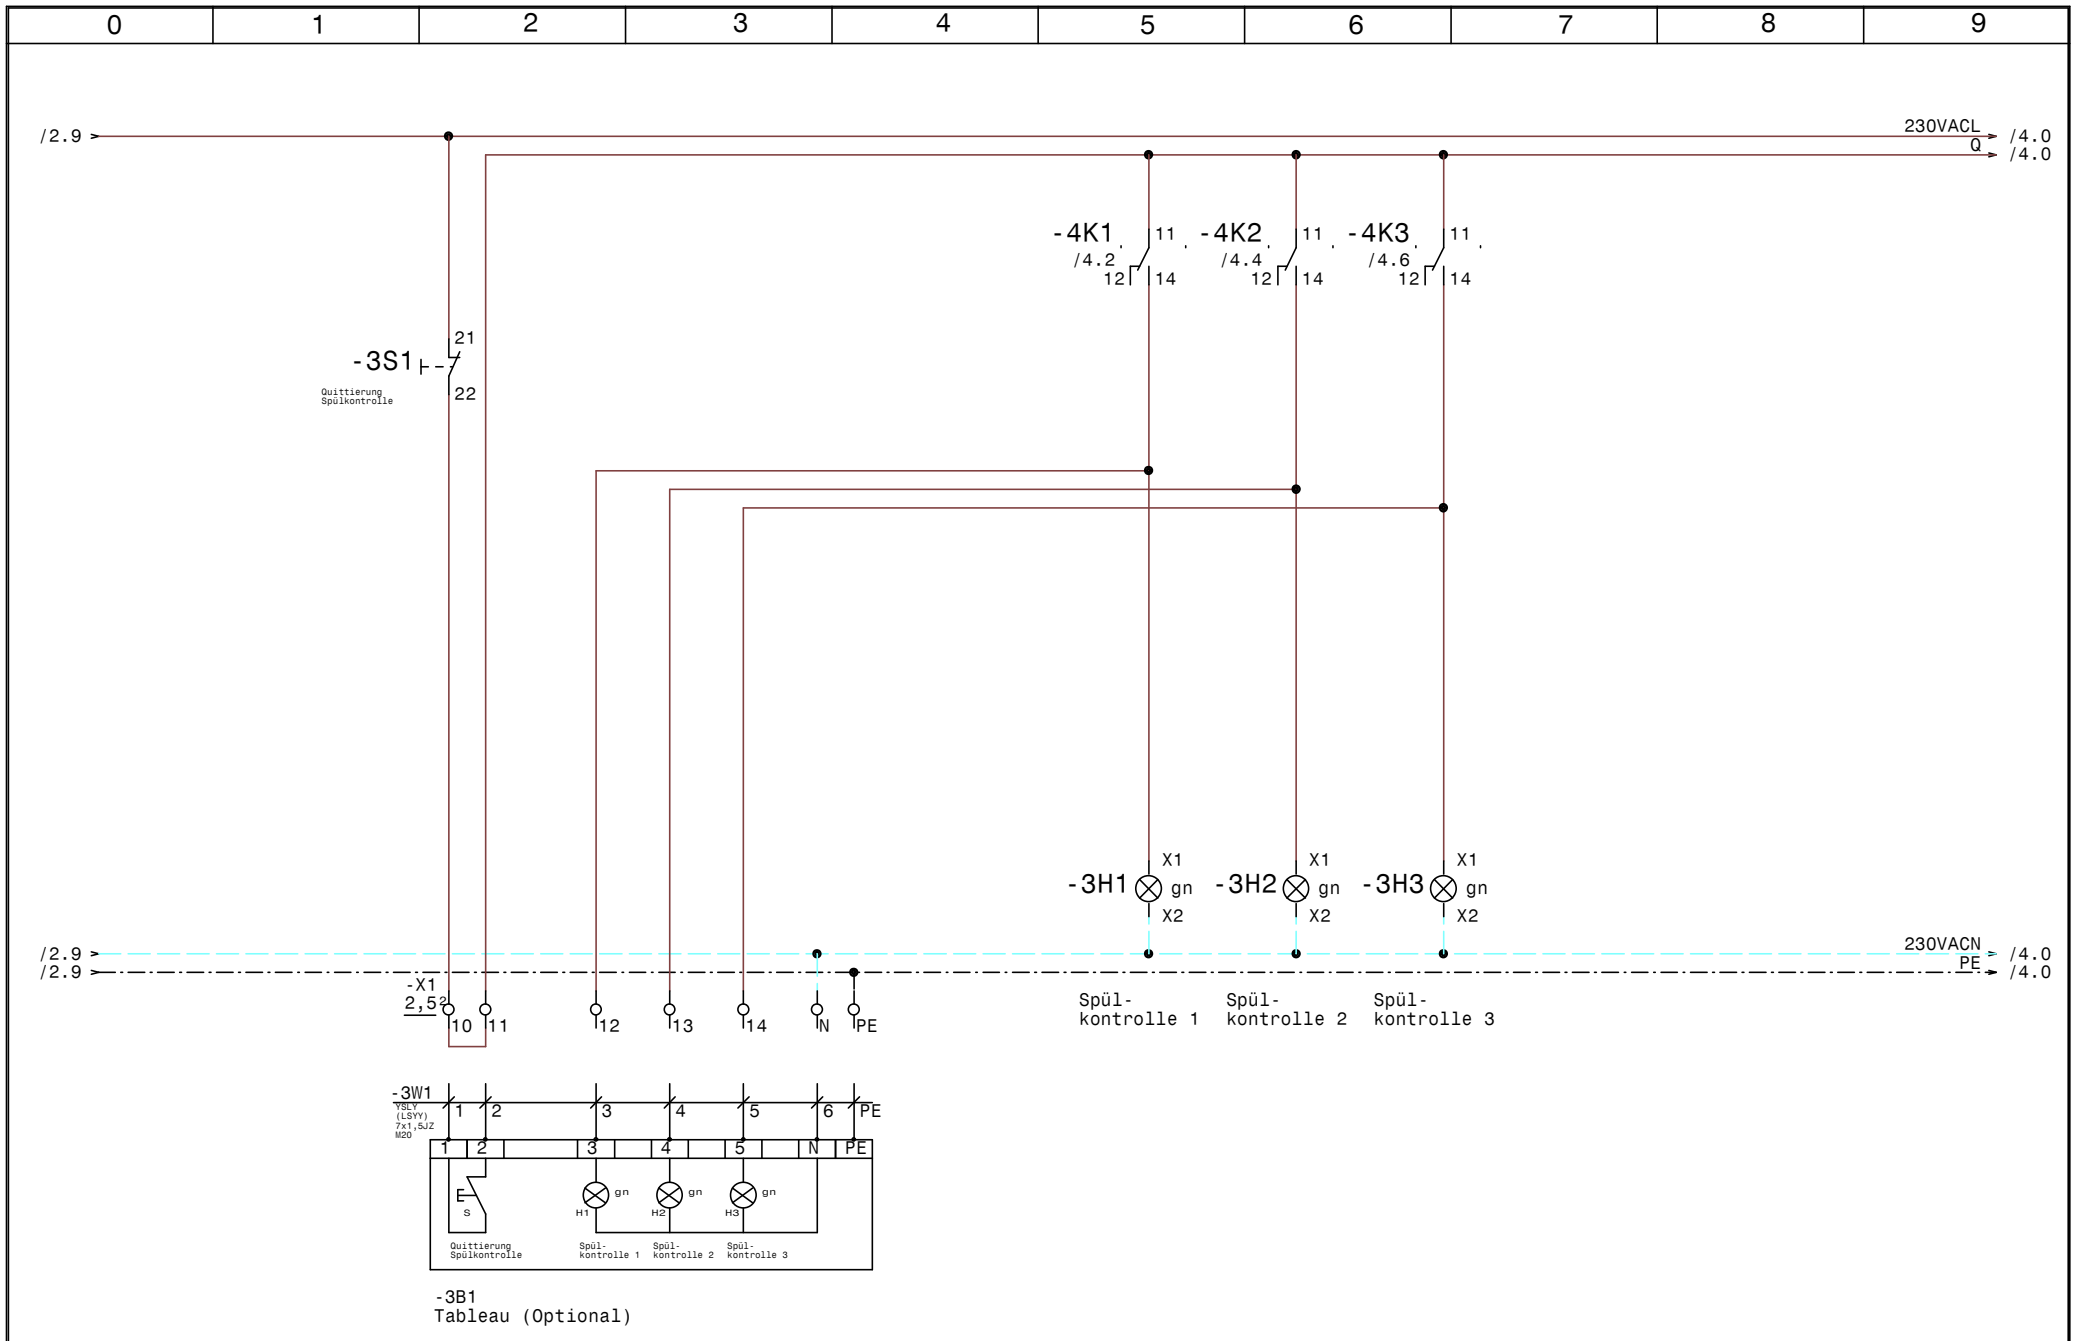 0 1 2 3 4 5 6 7 8 9
/2.9 230VACL /4.0
Q /4.0
-4K1 11 -4K2 11 -4K3 11
/4.2 /4.4 /4.6
12 14 12 14 12 14
21
-3S1
22
Quittierung
Spülkontrolle
X1 X1 X1
-3H1 gn -3H2 gn -3H3 gn
X2 X2 X2
/2.9 230VACN /4.0
/2.9 PE /4.0
-X1
2,5²
10 11 12 13 14 N PE
Spül- Spül- Spül-
kontrolle 1 kontrolle 2 kontrolle 3
-3W1
YSLY
(LSYY)
7x1,5JZ
M20
1 2 3 4 5 6 PE
1 2 3 4 5 N PE
gn gn gn
S H1 H2 H3
Quittierung Spül- Spül- Spül-
Spülkontrolle kontrolle 1 kontrolle 2 kontrolle 3
-3B1
Tableau (Optional)